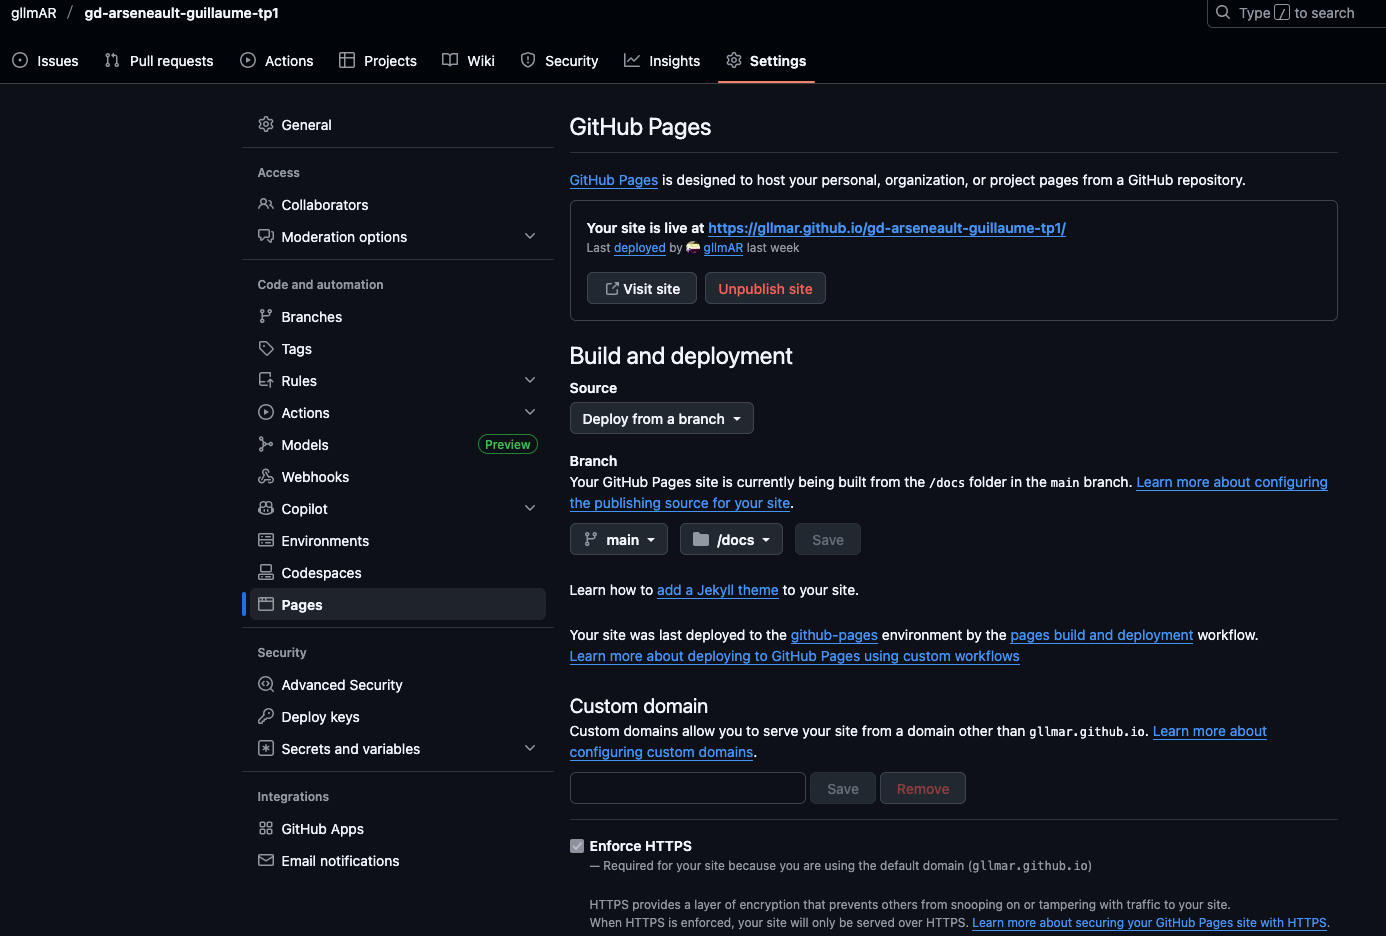 gllmAR / gd-arseneault-guillaume-tp1
Type / to search
Issues
Pull requests
Actions
Projects
Wiki
Security
Insights
Settings
General
Access
Collaborators
Moderation options
Code and automation
Branches
Tags
Rules
Actions
Models
Preview
Webhooks
Copilot
Environments
Codespaces
Pages
Security
Advanced Security
Deploy keys
Secrets and variables
Integrations
GitHub Apps
Email notifications
GitHub Pages
GitHub Pages is designed to host your personal, organization, or project pages from a GitHub repository.
Your site is live at https://gllmar.github.io/gd-arseneault-guillaume-tp1/
Last deployed by gllmAR last week
Visit site
Unpublish site
Build and deployment
Source
Deploy from a branch
Branch
Your GitHub Pages site is currently being built from the /docs folder in the main branch. Learn more about configuring
the publishing source for your site.
main
/docs
Save
Learn how to add a Jekyll theme to your site.
Your site was last deployed to the github-pages environment by the pages build and deployment workflow.
Learn more about deploying to GitHub Pages using custom workflows
Custom domain
Custom domains allow you to serve your site from a domain other than gllmar.github.io. Learn more about
configuring custom domains.
Save
Remove
Enforce HTTPS
— Required for your site because you are using the default domain (gllmar.github.io)
HTTPS provides a layer of encryption that prevents others from snooping on or tampering with traffic to your site.
When HTTPS is enforced, your site will only be served over HTTPS. Learn more about securing your GitHub Pages site with HTTPS.